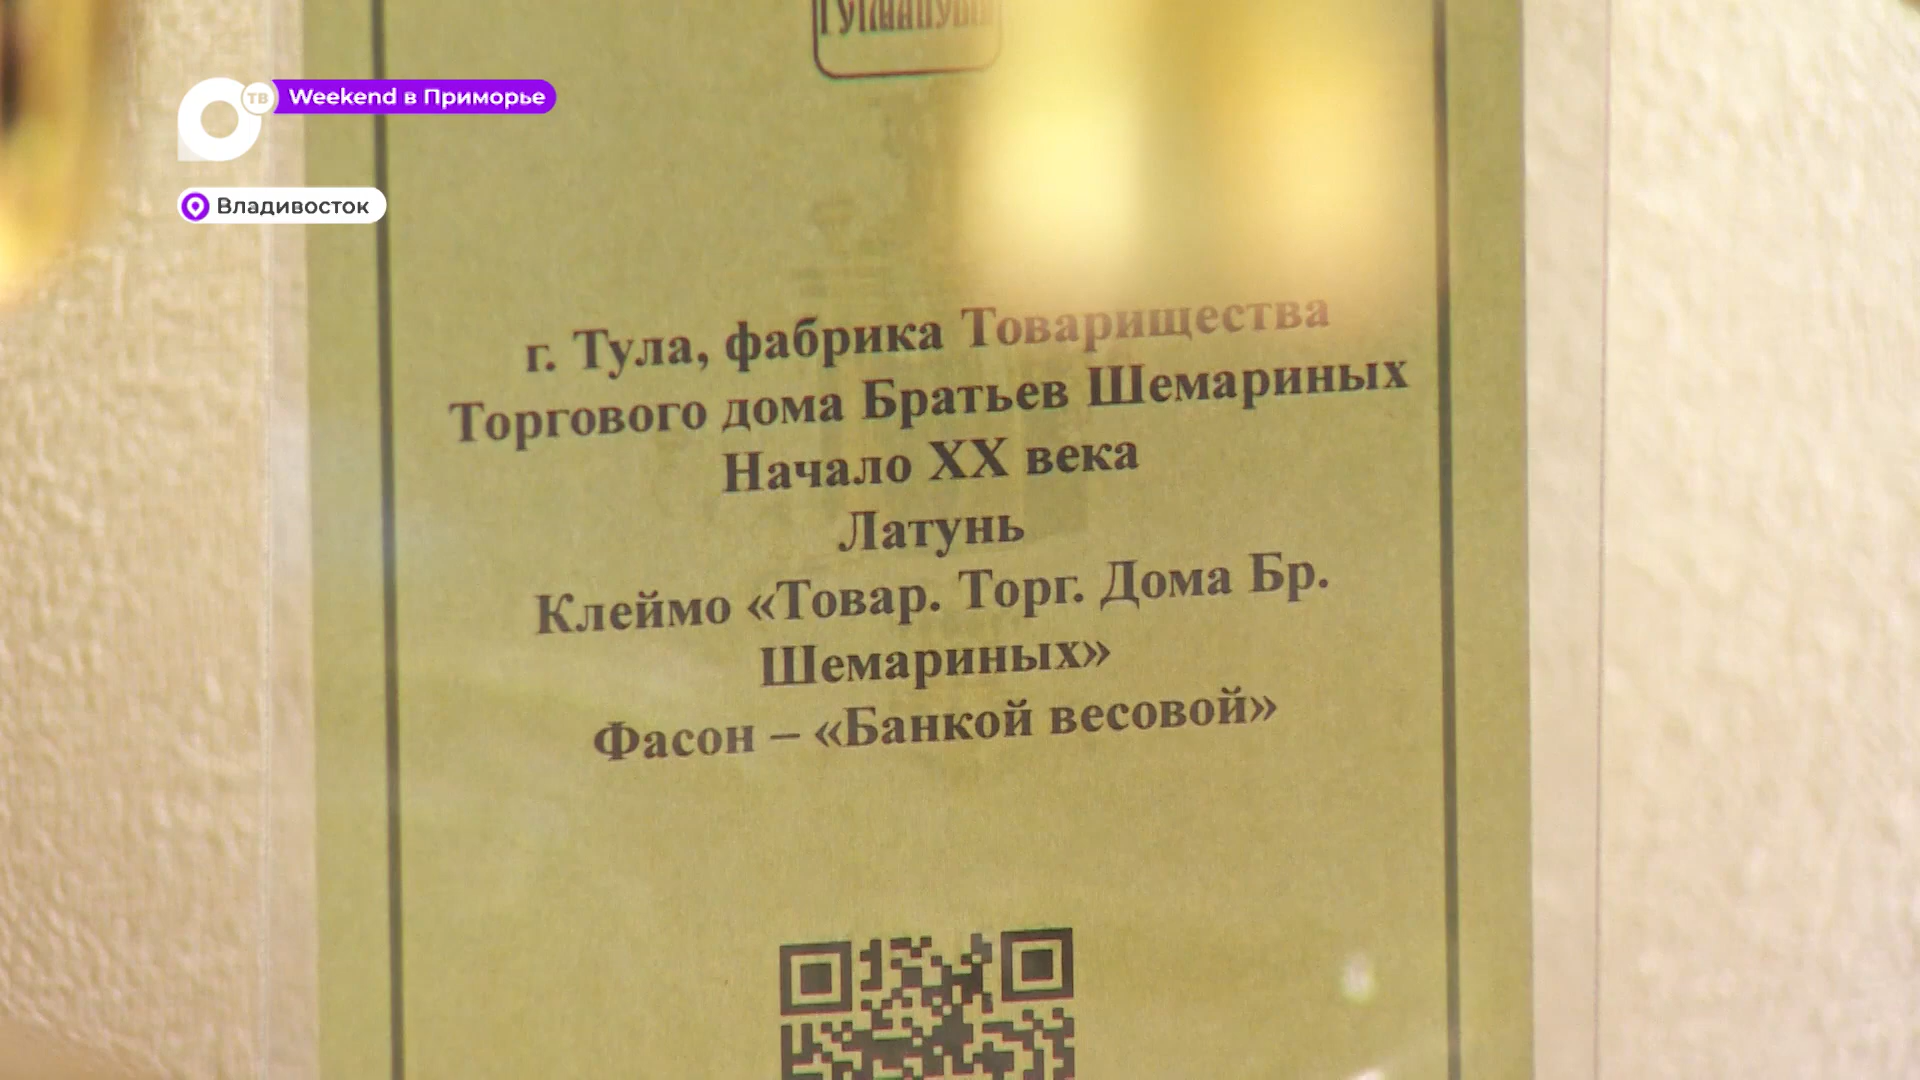 ТВ Weekend в Приморье
Владивосток
г. Тула, фабрика Товарищества
Торгового дома Братьев Шемариных
Начало XX века
Латунь
Клеймо «Товар. Торг. Дома Бр.
Шемариных»
Фасон – «Банкой весовой»